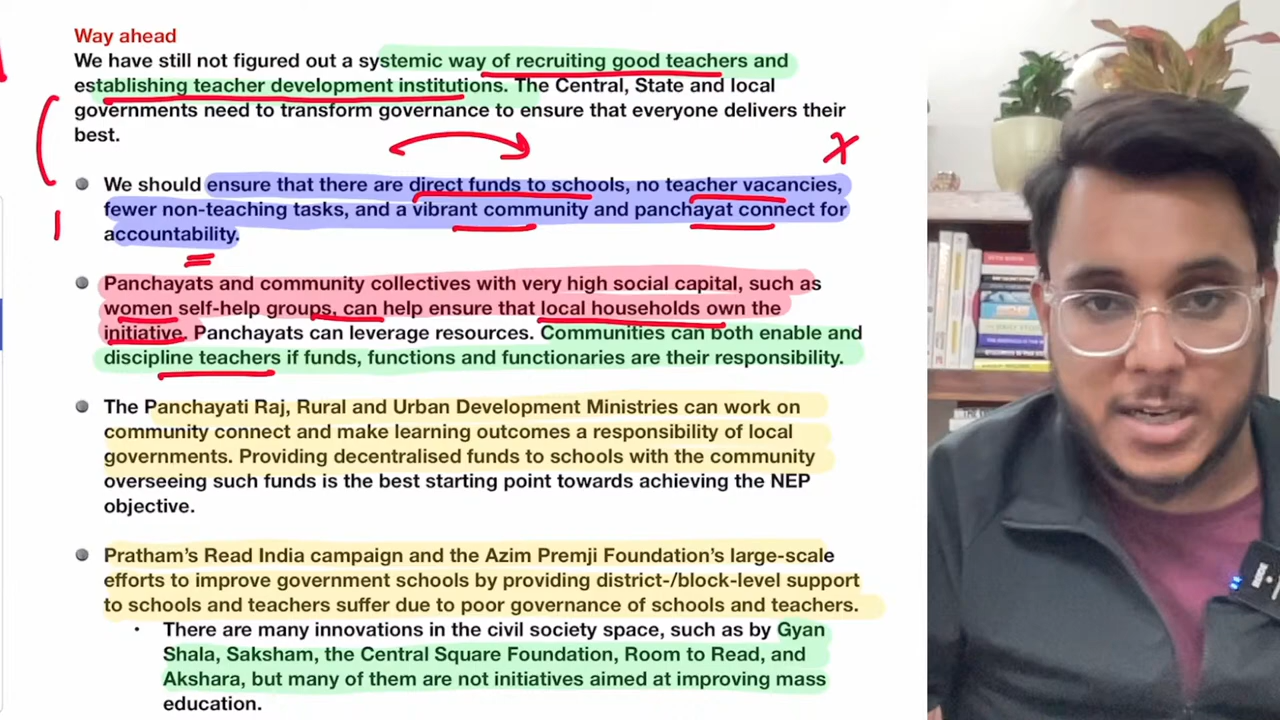 Way ahead
We have still not figured out a systemic way of recruiting good teachers and
establishing teacher development institutions. The Central, State and local
governments need to transform governance to ensure that everyone delivers their
best.
We should ensure that there are direct funds to schools, no teacher vacancies,
fewer non-teaching tasks, and a vibrant community and panchayat connect for
accountability.
Panchayats and community collectives with very high social capital, such as
women self-help groups, can help ensure that local households own the
initiative. Panchayats can leverage resources. Communities can both enable and
discipline teachers if funds, functions and functionaries are their responsibility.
The Panchayati Raj, Rural and Urban Development Ministries can work on
community connect and make learning outcomes a responsibility of local
governments. Providing decentralised funds to schools with the community
overseeing such funds is the best starting point towards achieving the NEP
objective.
Pratham's Read India campaign and the Azim Premji Foundation's large-scale
efforts to improve government schools by providing district-/block-level support
to schools and teachers suffer due to poor governance of schools and teachers.
There are many innovations in the civil society space, such as by Gyan
Shala, Saksham, the Central Square Foundation, Room to Read, and
Akshara, but many of them are not initiatives aimed at improving mass
education.